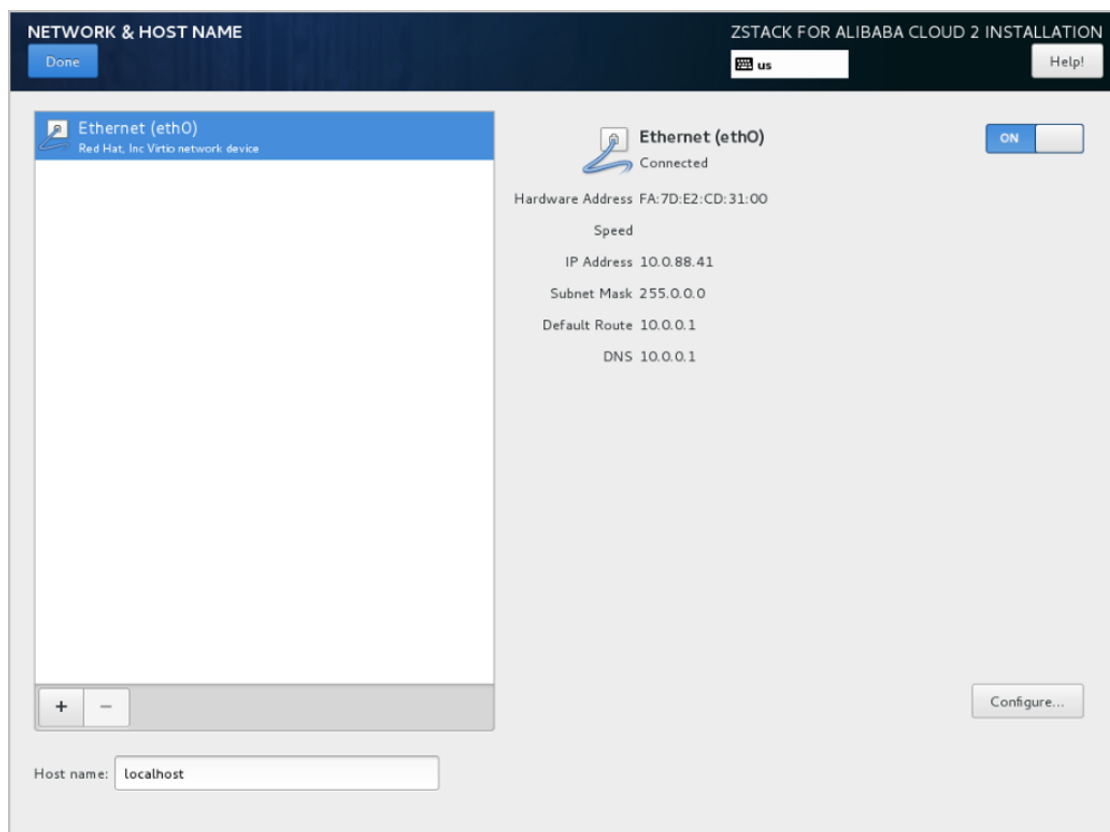 NETWORK & HOST NAME
ZSTACK FOR ALIBABA CLOUD 2 INSTALLATION
Done
us
Help!
Ethernet (eth0)
Red Hat, Inc Virtio network device
Ethernet (eth0)
Connected
ON
Hardware Address FA:7D:E2:CD:31:00
Speed
IP Address 10.0.88.41
Subnet Mask 255.0.0.0
Default Route 10.0.0.1
DNS 10.0.0.1
+ −
Configure...
Host name: localhost